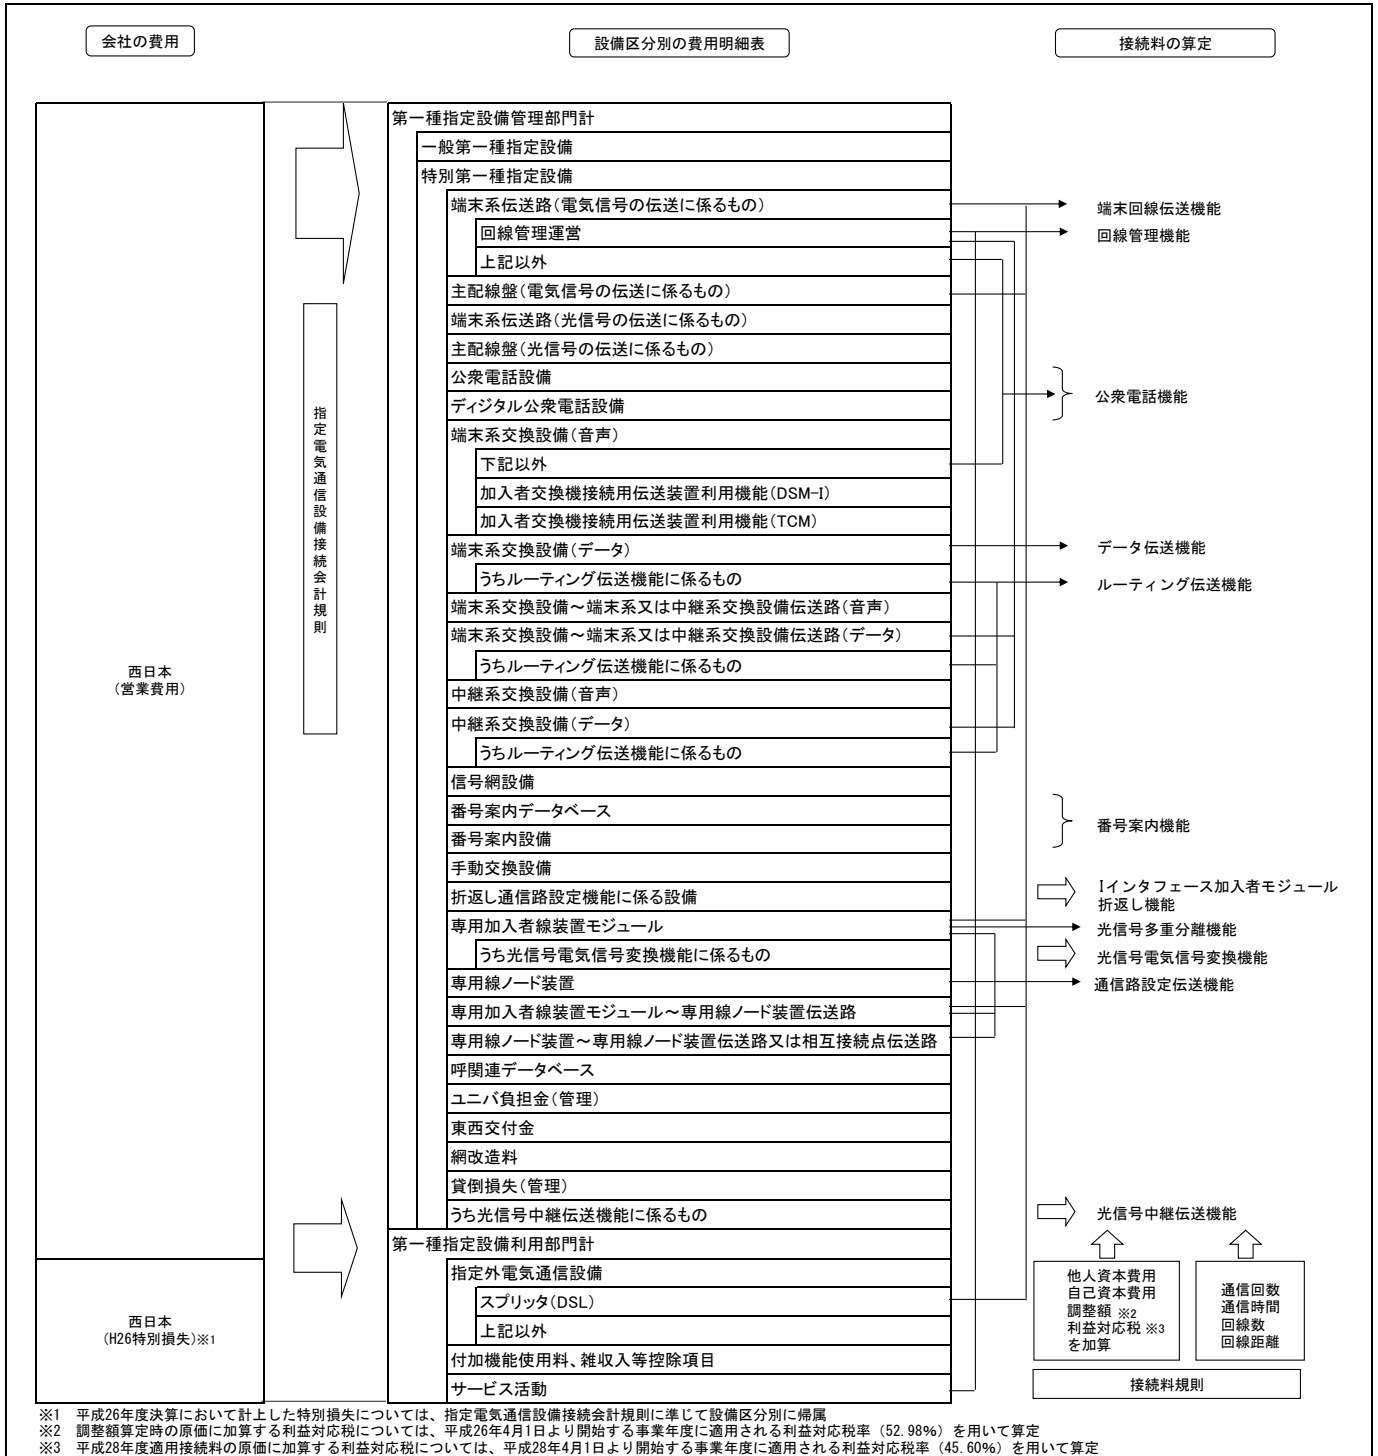 会社の費用
設備区分別の費用明細表
接続料の算定
第一種指定設備管理部門計
一般第一種指定設備
特別第一種指定設備
端末系伝送路(電気信号の伝送に係るもの)
端末回線伝送機能
回線管理運営
回線管理機能
上記以外
主配線盤(電気信号の伝送に係るもの)
端末系伝送路(光信号の伝送に係るもの)
主配線盤(光信号の伝送に係るもの)
公衆電話設備
公衆電話機能
ディジタル公衆電話設備
指定電気通信設備接続会計規則
端末系交換設備(音声)
下記以外
加入者交換機接続用伝送装置利用機能(DSM-I)
加入者交換機接続用伝送装置利用機能(TCM)
端末系交換設備(データ)
データ伝送機能
うちルーティング伝送機能に係るもの
ルーティング伝送機能
端末系交換設備~端末系又は中継系交換設備伝送路(音声)
端末系交換設備~端末系又は中継系交換設備伝送路(データ)
うちルーティング伝送機能に係るもの
西日本
(営業費用)
中継系交換設備(音声)
中継系交換設備(データ)
うちルーティング伝送機能に係るもの
信号網設備
番号案内データベース
番号案内機能
番号案内設備
手動交換設備
折返し通信路設定機能に係る設備
Iインタフェース加入者モジュール
折返し機能
専用加入者線装置モジュール
光信号多重分離機能
うち光信号電気信号変換機能に係るもの
光信号電気信号変換機能
専用線ノード装置
通信路設定伝送機能
専用加入者線装置モジュール~専用線ノード装置伝送路
専用線ノード装置~専用線ノード装置伝送路又は相互接続点伝送路
呼関連データベース
ユニバ負担金(管理)
東西交付金
網改造料
貸倒損失(管理)
うち光信号中継伝送機能に係るもの
光信号中継伝送機能
第一種指定設備利用部門計
指定外電気通信設備
スプリッタ(DSL)
上記以外
付加機能使用料、雑収入等控除項目
サービス活動
西日本
(H26特別損失)※1
他人資本費用
自己資本費用
調整額 ※2
利益対応税 ※3
を加算
通信回数
通信時間
回線数
回線距離
接続料規則
※1 平成26年度決算において計上した特別損失については、指定電気通信設備接続会計規則に準じて設備区分別に帰属
※2 調整額算定時の原価に加算する利益対応税については、平成26年4月1日より開始する事業年度に適用される利益対応税率(52.98%)を用いて算定
※3 平成28年度適用接続料の原価に加算する利益対応税については、平成28年4月1日より開始する事業年度に適用される利益対応税率(45.60%)を用いて算定